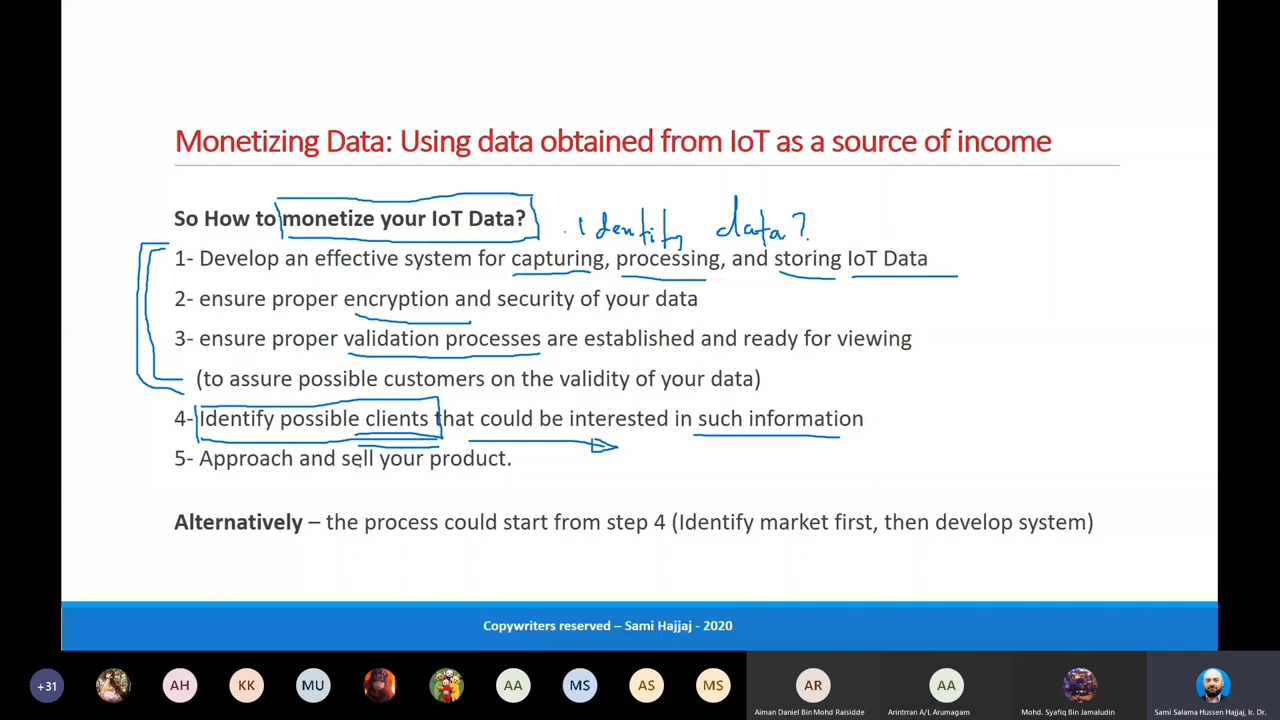 Monetizing Data: Using data obtained from IoT as a source of income
So How to monetize your IoT Data? Identify data?
1- Develop an effective system for capturing, processing, and storing IoT Data
2- ensure proper encryption and security of your data
3- ensure proper validation processes are established and ready for viewing
(to assure possible customers on the validity of your data)
4- Identify possible clients that could be interested in such information
5- Approach and sell your product.
Alternatively – the process could start from step 4 (Identify market first, then develop system)
Copywriters reserved – Sami Hajjaj - 2020
+31 AH KK MU AA MS AS MS AR AA
Aiman Daniel Bin Mohd Raisidde Arintrran A/L Arumagam Mohd. Syafiq Bin Jamaludin Sami Salama Hussen Hajjaj, Ir. Dr.